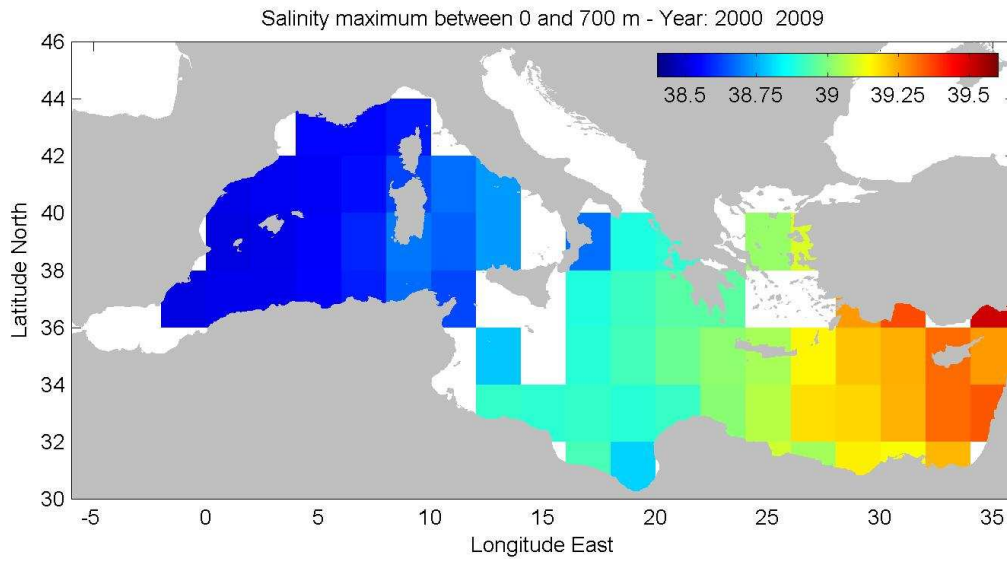 Salinity maximum between 0 and 700 m - Year: 2000 2009
46
44
42
40
38
36
34
32
30
38.5 38.75 39 39.25 39.5
Latitude North
-5 0 5 10 15 20 25 30 35
Longitude East